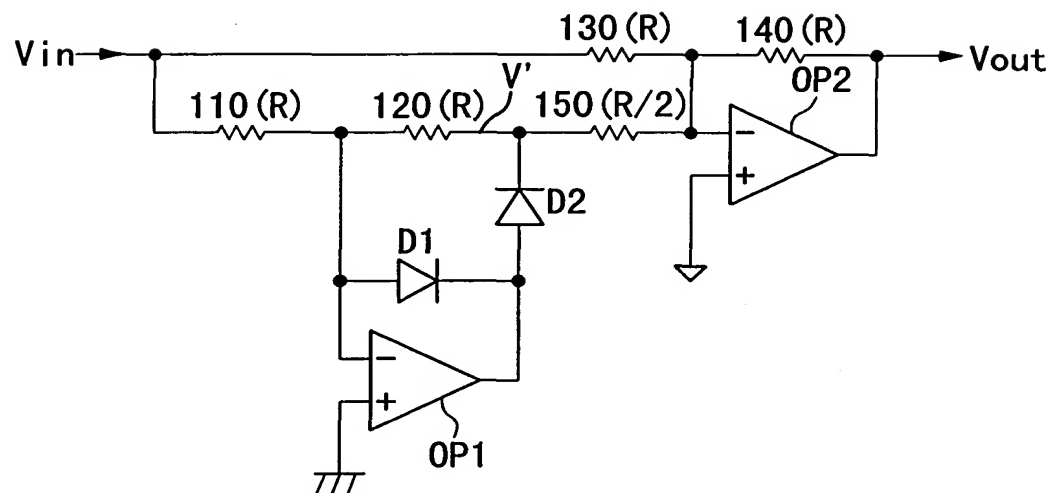 Vin
130(R)
140(R)
Vout
110(R)
120(R)
V'
150(R/2)
OP2
D2
D1
OP1